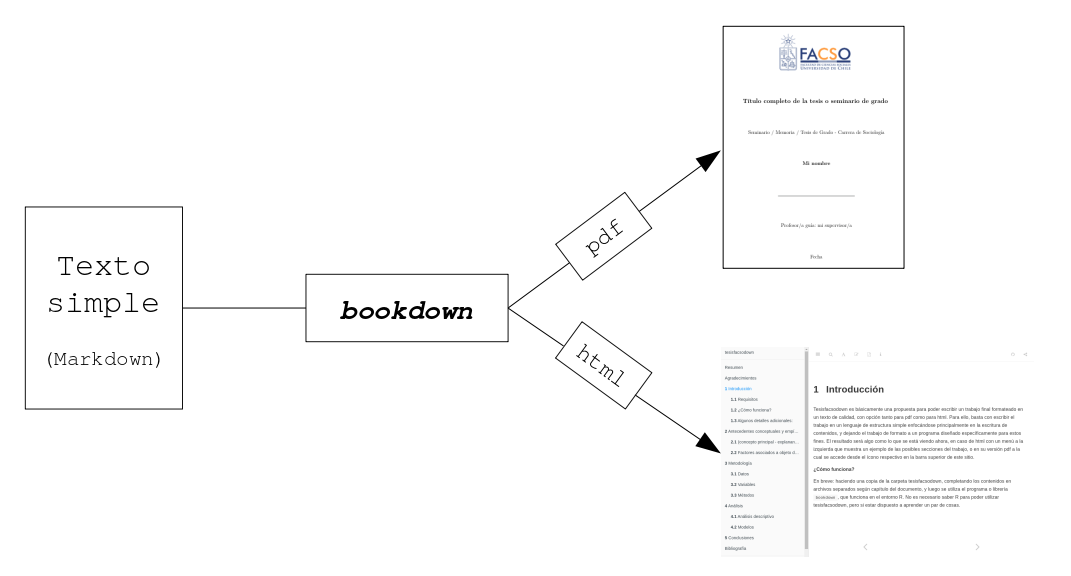 Texto
simple
(Markdown)
bookdown
pdf
html
FACSO
FACULTAD DE CIENCIAS SOCIALES
UNIVERSIDAD DE CHILE
Título completo de la tesis o seminario de grado
Seminario / Memoria / Tesis de Grado - Carrera de Sociología
Mi nombre
Profesor/a guía: mi supervisor/a
Fecha
tesisfacsodown
Resumen
Agradecimientos
1 Introducción
1.1 Requisitos
1.2 ¿Cómo funciona?
1.3 Algunos detalles adicionales:
2 Antecedentes conceptuales y empí...
2.1 (concepto principal - explanan...
2.2 Factores asociados a objeto d...
3 Metodología
3.1 Datos
3.2 Variables
3.3 Métodos
4 Análisis
4.1 Análisis descriptivo
4.2 Modelos
5 Conclusiones
Bibliografía
1 Introducción
Tesisfacsodown es básicamente una propuesta para poder escribir un trabajo final formateado en
un texto de calidad, con opción tanto para pdf como para html. Para ello, basta con escribir el
trabajo en un lenguaje de estructura simple enfocándose principalmente en la escritura de
contenidos, y dejando el trabajo de formato a un programa diseñado específicamente para estos
fines. El resultado será algo como lo que se está viendo ahora, en caso de html con un menú a la
izquierda que muestra un ejemplo de las posibles secciones del trabajo, o en su versión pdf a la
cual se accede desde el ícono respectivo en la barra superior de este sitio.
¿Cómo funciona?
En breve: haciendo una copia de la carpeta tesisfacsodown, completando los contenidos en
archivos separados según capítulo del documento, y luego se utiliza el programa o librería
bookdown , que funciona en el entorno R. No es necesario saber R para poder utilizar
tesisfacsodown, pero si estar dispuesto a aprender un par de cosas.